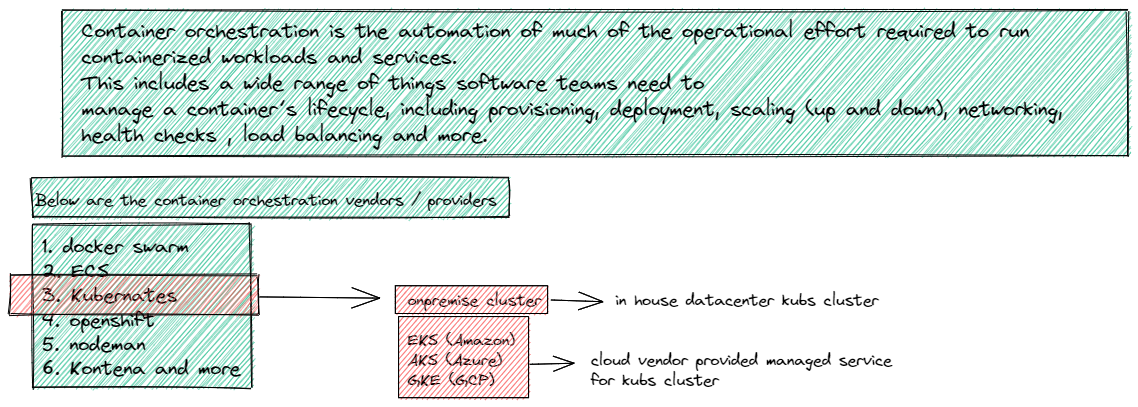 Container orchestration is the automation of much of the operational effort required to run
containerized workloads and services.
This includes a wide range of things software teams need to
manage a container's lifecycle, including provisioning, deployment, scaling (up and down), networking,
health checks , load balancing and more.
Below are the container orchestration vendors / providers
1. docker swarm
2. ECS
3. Kubernates
4. openshift
5. nodeman
6. Kontena and more
onpremise cluster
in house datacenter kubs cluster
EKS (Amazon)
AKS (Azure)
GKE (GCP)
cloud vendor provided managed service
for kubs cluster